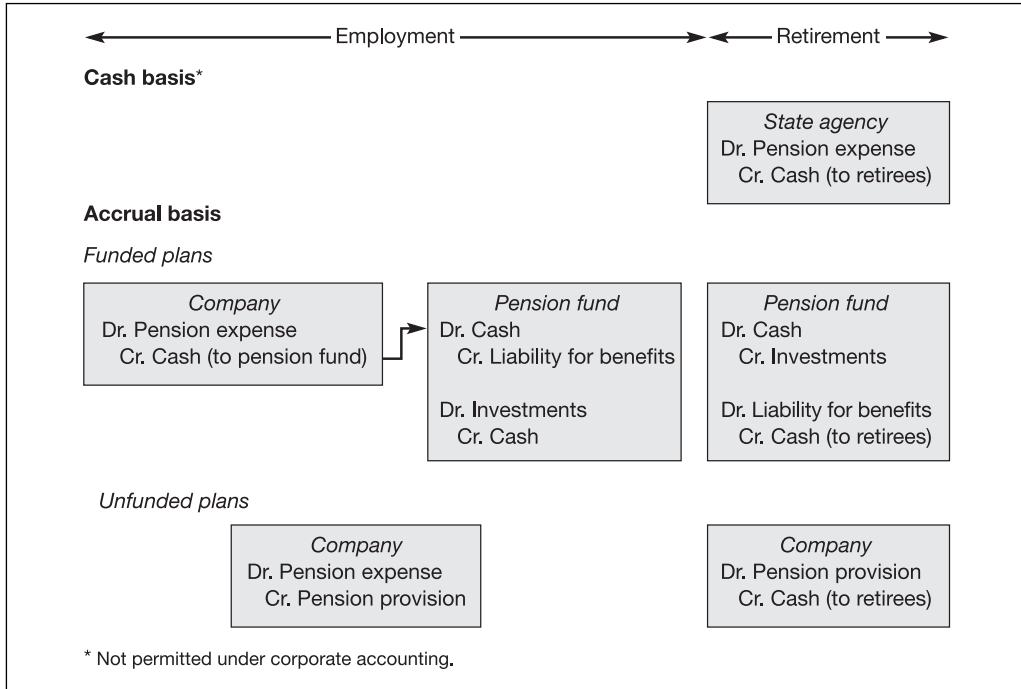 Employment
Retirement
Cash basis*
State agency
Dr. Pension expense
Cr. Cash (to retirees)
Accrual basis
Funded plans
Company
Dr. Pension expense
Cr. Cash (to pension fund)
Pension fund
Dr. Cash
Cr. Liability for benefits
Dr. Investments
Cr. Cash
Pension fund
Dr. Cash
Cr. Investments
Dr. Liability for benefits
Cr. Cash (to retirees)
Unfunded plans
Company
Dr. Pension expense
Cr. Pension provision
Company
Dr. Pension provision
Cr. Cash (to retirees)
* Not permitted under corporate accounting.